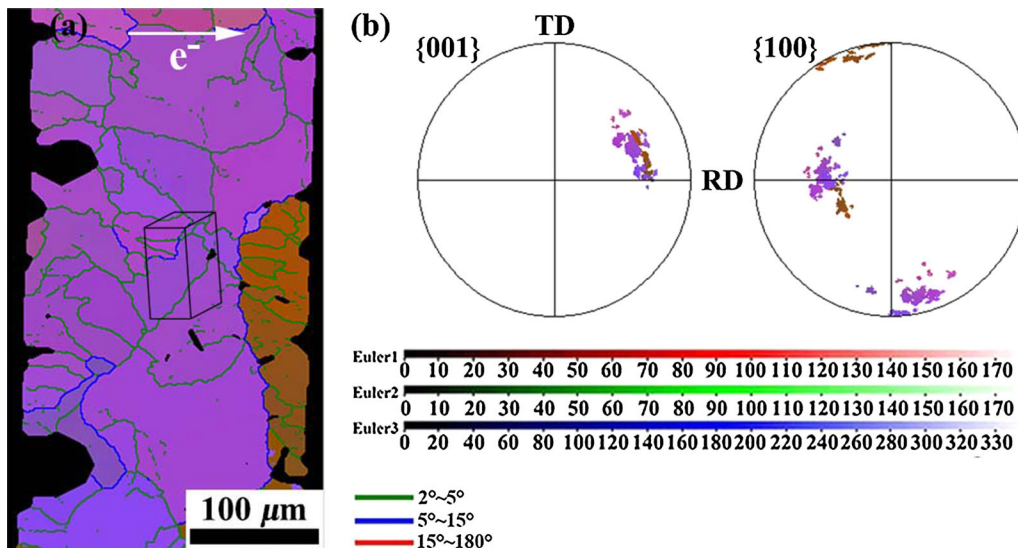 (a)
e⁻
100 μm
(b)
TD
{001}
{100}
RD
Euler1
0 10 20 30 40 50 60 70 80 90 100 110 120 130 140 150 160 170
Euler2
0 10 20 30 40 50 60 70 80 90 100 110 120 130 140 150 160 170
Euler3
0 20 40 60 80 100 120 140 160 180 200 220 240 260 280 300 320 330
2°~5°
5°~15°
15°~180°